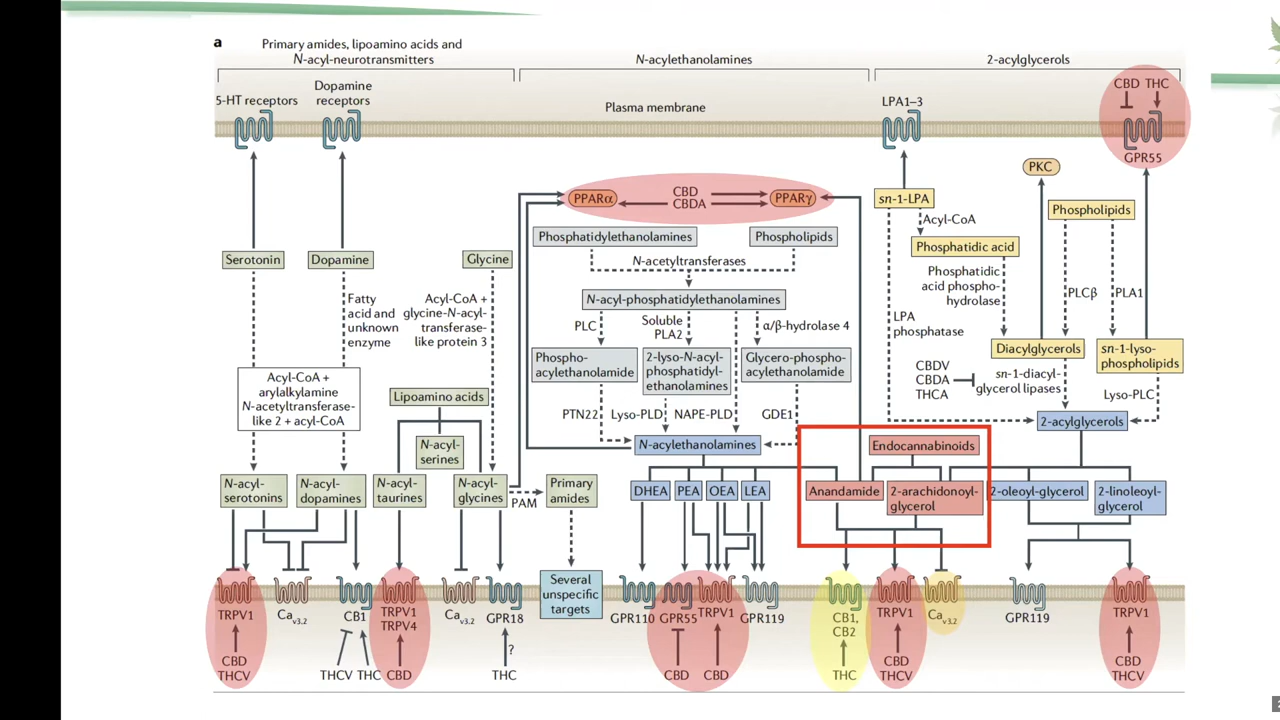 a
Primary amides, lipoamino acids and
N-acyl-neurotransmitters
N-acylethanolamines
2-acylglycerols
5-HT receptors
Dopamine
receptors
Plasma membrane
LPA1–3
CBD THC
GPR55
PKC
PPARα
CBD
CBDA
PPARγ
sn-1-LPA
Acyl-CoA
Phospholipids
Phosphatidylethanolamines
Phospholipids
Phosphatidic acid
N-acetyltransferases
Serotonin
Dopamine
Glycine
Phosphatidic
acid phospho-
hydrolase
PLCβ
PLA1
N-acyl-phosphatidylethanolamines
Fatty
acid and
unknown
enzyme
Acyl-CoA +
glycine-N-acyl-
transferase-
like protein 3
PLC
Soluble
PLA2
α/β-hydrolase 4
LPA
phosphatase
Phospho-
acylethanolamide
2-lyso-N-acyl-
phosphatidyl-
ethanolamines
Glycero-phospho-
acylethanolamide
Diacylglycerols
sn-1-lyso-
phospholipids
CBDV
CBDA
THCA
sn-1-diacyl-
glycerol lipases
Lyso-PLC
Acyl-CoA +
arylalkylamine
N-acetyltransferase-
like 2 + acyl-CoA
Lipoamino acids
PTN22
Lyso-PLD
NAPE-PLD
GDE1
2-acylglycerols
N-acyl-
serines
N-acylethanolamines
Endocannabinoids
N-acyl-
serotonins
N-acyl-
dopamines
N-acyl-
taurines
N-acyl-
glycines
PAM
Primary
amides
DHEA
PEA
OEA
LEA
Anandamide
2-arachidonoyl-
glycerol
2-oleoyl-glycerol
2-linoleoyl-
glycerol
TRPV1
CBD
THCV
Cav3.2
CB1
THCV THC
TRPV1
TRPV4
CBD
Cav3.2
GPR18
?
THC
Several
unspecific
targets
GPR110
GPR55
CBD
TRPV1
CBD
GPR119
CB1,
CB2
THC
TRPV1
CBD
THCV
Cav3.2
GPR119
TRPV1
CBD
THCV